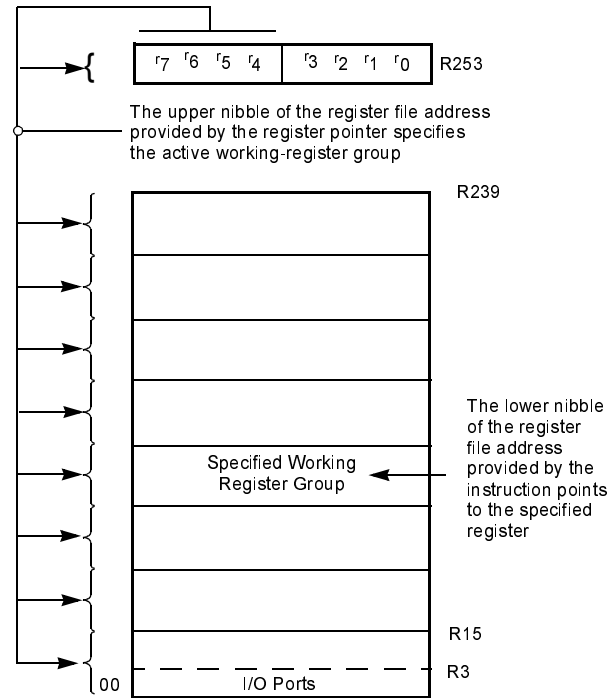 r7 r6 r5 r4 r3 r2 r1 r0 R253
The upper nibble of the register file address
provided by the register pointer specifies
the active working-register group
R239
Specified Working
Register Group
The lower nibble
of the register
file address
provided by the
instruction points
to the specified
register
R15
R3
00
I/O Ports